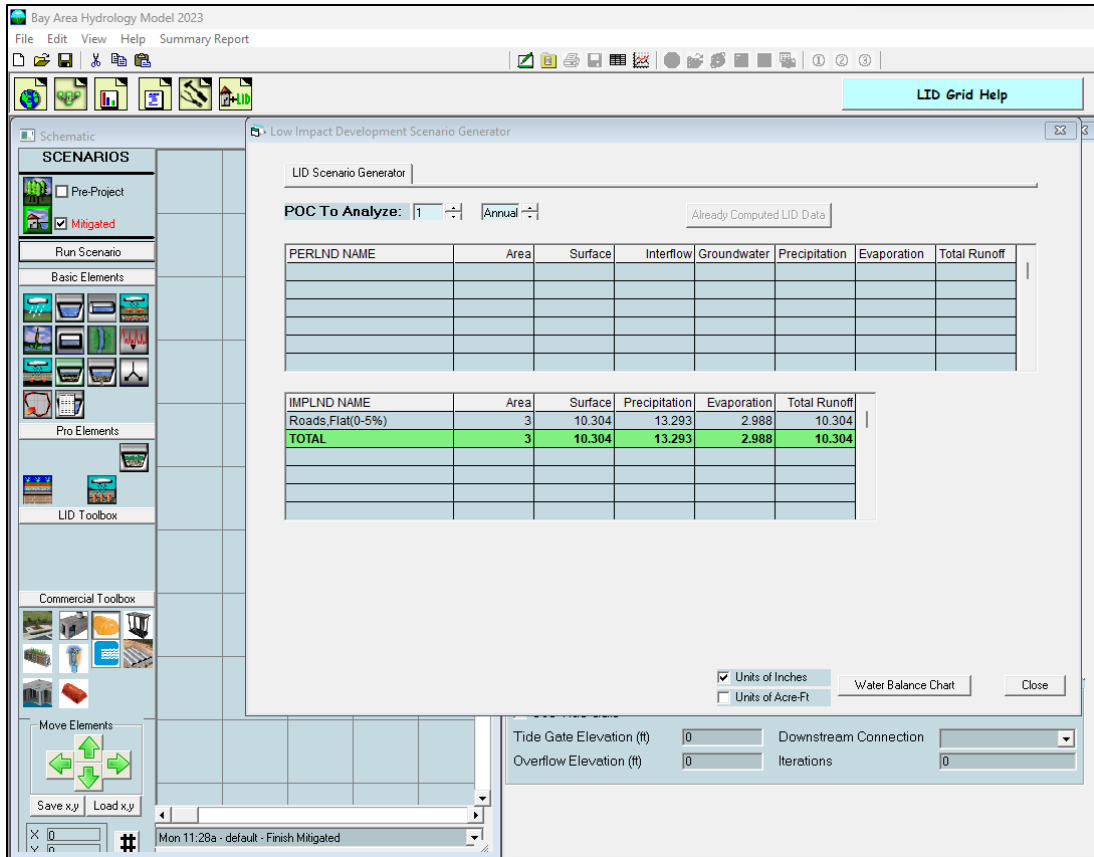 Bay Area Hydrology Model 2023
File Edit View Help Summary Report
LID Grid Help
Schematic
SCENARIOS
Pre-Project
Mitigated
Run Scenario
Basic Elements
Pro Elements
LID Toolbox
Commercial Toolbox
Move Elements
Save x,y Load x,y
X 0
Y 0
#
Low Impact Development Scenario Generator
LID Scenario Generator
POC To Analyze: 1 Annual
Already Computed LID Data
PERLND NAME Area Surface Interflow Groundwater Precipitation Evaporation Total Runoff
IMPLND NAME Area Surface Precipitation Evaporation Total Runoff
Roads,Flat(0-5%) 3 10.304 13.293 2.988 10.304
TOTAL 3 10.304 13.293 2.988 10.304
Units of Inches
Units of Acre-Ft
Water Balance Chart
Close
Tide Gate Elevation (ft) 0 Downstream Connection
Overflow Elevation (ft) 0 Iterations 0
Mon 11:28a - default - Finish Mitigated